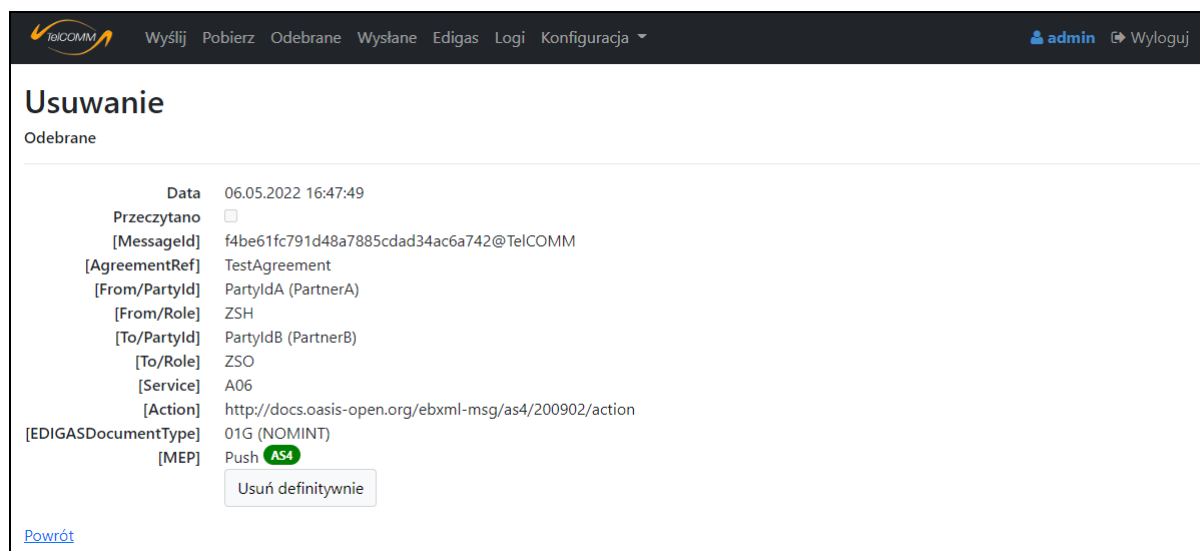 TelCOMM Wyślij Pobierz Odebrane Wysłane Edigas Logi Konfiguracja admin Wyloguj
Usuwanie
Odebrane
Data 06.05.2022 16:47:49
Przeczytano
[MessageId] f4be61fc791d48a7885cdad34ac6a742@TelCOMM
[AgreementRef] TestAgreement
[From/PartyId] PartyIdA (PartnerA)
[From/Role] ZSH
[To/PartyId] PartyIdB (PartnerB)
[To/Role] ZSO
[Service] A06
[Action] http://docs.oasis-open.org/ebxml-msg/as4/200902/action
[EDIGASDocumentType] 01G (NOMINT)
[MEP] Push AS4
Usuń definitywnie
Powrót